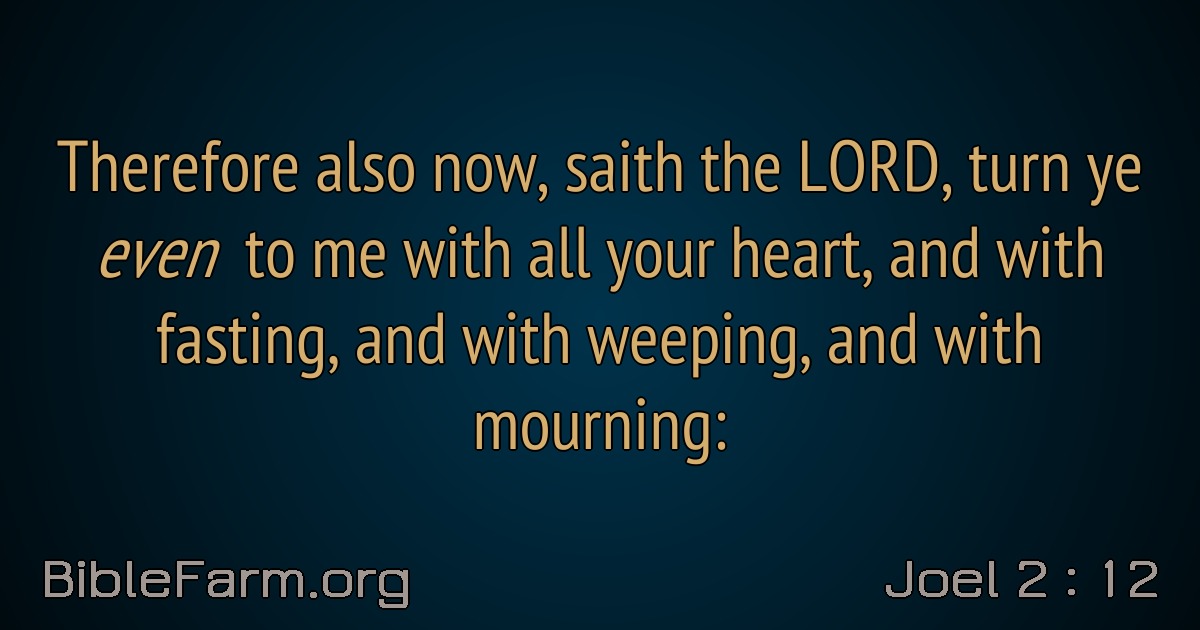 Therefore also now, saith the LORD, turn ye
even to me with all your heart, and with
fasting, and with weeping, and with
mourning:
BibleFarm.org
Joel 2 : 12